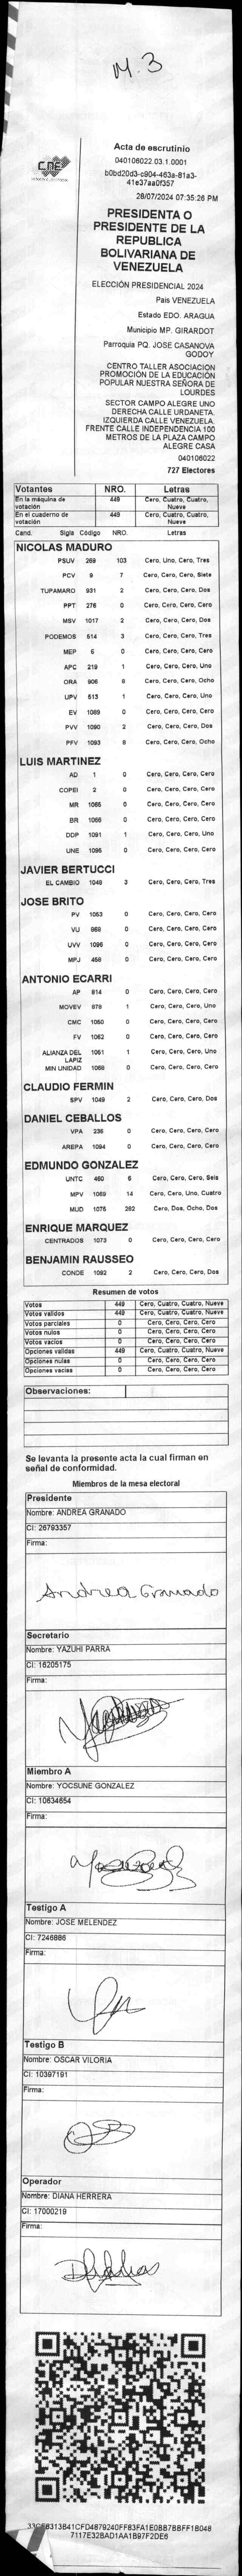 M.3
CNE
Acta de escrutinio
040106022.03.1.0001
b0bd20d3-c904-463a-81a3-
41e37aa0f357
28/07/2024 07:35:26 PM
PRESIDENTA O
PRESIDENTE DE LA
REPUBLICA
BOLIVARIANA DE
VENEZUELA
ELECCIÓN PRESIDENCIAL 2024
Pais VENEZUELA
Estado EDO. ARAGUA
Municipio MP. GIRARDOT
Parroquia PQ. JOSE CASANOVA
GODOY
CENTRO TALLER ASOCIACION
PROMOCIÓN DE LA EDUCACIÓN
POPULAR NUESTRA SEÑORA DE
LOURDES
SECTOR CAMPO ALEGRE UNO
DERECHA CALLE URDANETA.
IZQUIERDA CALLE VENEZUELA.
FRENTE CALLE INDEPENDENCIA 100
METROS DE LA PLAZA CAMPO
ALEGRE CASA
040106022
727 Electores
Votantes NRO. Letras
En la máquina de votación 449 Cero, Cuatro, Cuatro, Nueve
En el cuaderno de votación 449 Cero, Cuatro, Cuatro, Nueve
Cand. Sigla Código NRO. Letras
NICOLAS MADURO
PSUV 269 103 Cero, Uno, Cero, Tres
PCV 9 7 Cero, Cero, Cero, Siete
TUPAMARO 931 2 Cero, Cero, Cero, Dos
PPT 276 0 Cero, Cero, Cero, Cero
MSV 1017 2 Cero, Cero, Cero, Dos
PODEMOS 514 3 Cero, Cero, Cero, Tres
MEP 6 0 Cero, Cero, Cero, Cero
APC 219 1 Cero, Cero, Cero, Uno
ORA 906 8 Cero, Cero, Cero, Ocho
UPV 513 1 Cero, Cero, Cero, Uno
EV 1089 0 Cero, Cero, Cero, Cero
PVV 1090 2 Cero, Cero, Cero, Dos
PFV 1093 8 Cero, Cero, Cero, Ocho
LUIS MARTINEZ
AD 1 0 Cero, Cero, Cero, Cero
COPEI 2 0 Cero, Cero, Cero, Cero
MR 1065 0 Cero, Cero, Cero, Cero
BR 1066 0 Cero, Cero, Cero, Cero
DDP 1091 1 Cero, Cero, Cero, Uno
UNE 1095 0 Cero, Cero, Cero, Cero
JAVIER BERTUCCI
EL CAMBIO 1048 3 Cero, Cero, Cero, Tres
JOSE BRITO
PV 1053 0 Cero, Cero, Cero, Cero
VU 968 0 Cero, Cero, Cero, Cero
UVV 1096 0 Cero, Cero, Cero, Cero
MPJ 458 0 Cero, Cero, Cero, Cero
ANTONIO ECARRI
AP 814 0 Cero, Cero, Cero, Cero
MOVEV 878 1 Cero, Cero, Cero, Uno
CMC 1050 0 Cero, Cero, Cero, Cero
FV 1052 0 Cero, Cero, Cero, Cero
ALIANZA DEL LAPIZ 1051 1 Cero, Cero, Cero, Uno
MIN UNIDAD 1068 0 Cero, Cero, Cero, Cero
CLAUDIO FERMIN
SPV 1049 2 Cero, Cero, Cero, Dos
DANIEL CEBALLOS
VPA 236 0 Cero, Cero, Cero, Cero
AREPA 1094 0 Cero, Cero, Cero, Cero
EDMUNDO GONZALEZ
UNTC 460 6 Cero, Cero, Cero, Seis
MPV 1069 14 Cero, Cero, Uno, Cuatro
MUD 1075 282 Cero, Dos, Ocho, Dos
ENRIQUE MARQUEZ
CENTRADOS 1073 0 Cero, Cero, Cero, Cero
BENJAMIN RAUSSEO
CONDE 1092 2 Cero, Cero, Cero, Dos
Resumen de votos
Votos 449 Cero, Cuatro, Cuatro, Nueve
Votos validos 449 Cero, Cuatro, Cuatro, Nueve
Votos parciales 0 Cero, Cero, Cero, Cero
Votos nulos 0 Cero, Cero, Cero, Cero
Votos vacios 0 Cero, Cero, Cero, Cero
Opciones validas 449 Cero, Cuatro, Cuatro, Nueve
Opciones nulas 0 Cero, Cero, Cero, Cero
Opciones vacias 0 Cero, Cero, Cero, Cero
Observaciones:
Se levanta la presente acta la cual firman en
señal de conformidad.
Miembros de la mesa electoral
Presidente
Nombre: ANDREA GRANADO
CI: 26793357
Firma:
Andrea Granado
Secretario
Nombre: YAZUHI PARRA
CI: 16205175
Firma:
Miembro A
Nombre: YOCSUNE GONZALEZ
CI: 10634654
Firma:
Testigo A
Nombre: JOSE MELENDEZ
CI: 7246886
Firma:
Testigo B
Nombre: OSCAR VILORIA
CI: 10397191
Firma:
Operador
Nombre: DIANA HERRERA
CI: 17000219
Firma:
33CF8313B41CFD4879240FF83FA1E0BB7BBFF1B048
7117E32BAD1AA1B97F2DE6